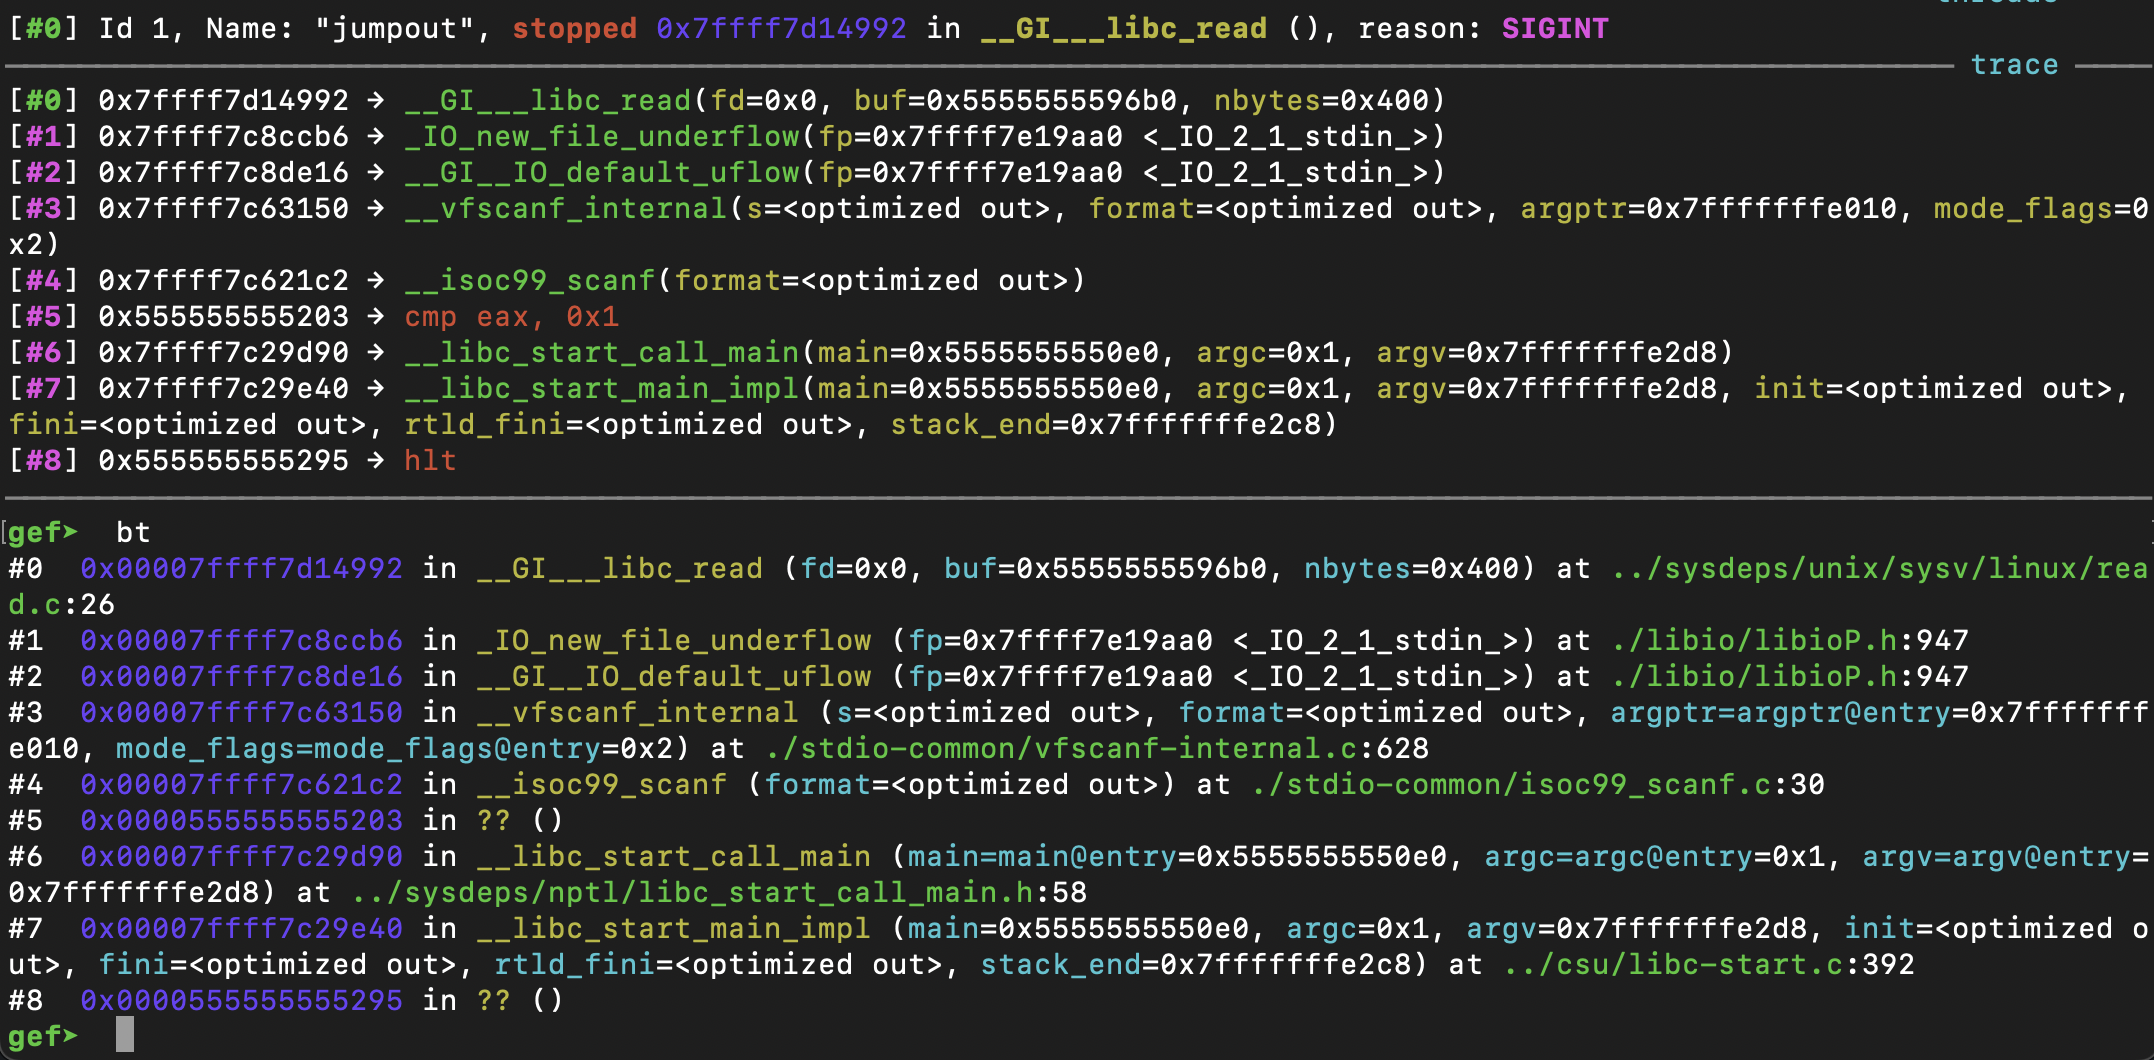 threads
[#0] Id 1, Name: "jumpout", stopped 0x7ffff7d14992 in __GI___libc_read (), reason: SIGINT
trace
[#0] 0x7ffff7d14992 → __GI___libc_read(fd=0x0, buf=0x5555555596b0, nbytes=0x400)
[#1] 0x7ffff7c8ccb6 → _IO_new_file_underflow(fp=0x7ffff7e19aa0 <_IO_2_1_stdin_>)
[#2] 0x7ffff7c8de16 → __GI__IO_default_uflow(fp=0x7ffff7e19aa0 <_IO_2_1_stdin_>)
[#3] 0x7ffff7c63150 → __vfscanf_internal(s=<optimized out>, format=<optimized out>, argptr=0x7fffffffe010, mode_flags=0
x2)
[#4] 0x7ffff7c621c2 → __isoc99_scanf(format=<optimized out>)
[#5] 0x555555555203 → cmp eax, 0x1
[#6] 0x7ffff7c29d90 → __libc_start_call_main(main=0x5555555550e0, argc=0x1, argv=0x7fffffffe2d8)
[#7] 0x7ffff7c29e40 → __libc_start_main_impl(main=0x5555555550e0, argc=0x1, argv=0x7fffffffe2d8, init=<optimized out>,
fini=<optimized out>, rtld_fini=<optimized out>, stack_end=0x7fffffffe2c8)
[#8] 0x555555555295 → hlt
gef➤  bt
#0  0x00007ffff7d14992 in __GI___libc_read (fd=0x0, buf=0x5555555596b0, nbytes=0x400) at ../sysdeps/unix/sysv/linux/rea
d.c:26
#1  0x00007ffff7c8ccb6 in _IO_new_file_underflow (fp=0x7ffff7e19aa0 <_IO_2_1_stdin_>) at ./libio/libioP.h:947
#2  0x00007ffff7c8de16 in __GI__IO_default_uflow (fp=0x7ffff7e19aa0 <_IO_2_1_stdin_>) at ./libio/libioP.h:947
#3  0x00007ffff7c63150 in __vfscanf_internal (s=<optimized out>, format=<optimized out>, argptr=argptr@entry=0x7fffffff
e010, mode_flags=mode_flags@entry=0x2) at ./stdio-common/vfscanf-internal.c:628
#4  0x00007ffff7c621c2 in __isoc99_scanf (format=<optimized out>) at ./stdio-common/isoc99_scanf.c:30
#5  0x0000555555555203 in ?? ()
#6  0x00007ffff7c29d90 in __libc_start_call_main (main=main@entry=0x5555555550e0, argc=argc@entry=0x1, argv=argv@entry=
0x7fffffffe2d8) at ../sysdeps/nptl/libc_start_call_main.h:58
#7  0x00007ffff7c29e40 in __libc_start_main_impl (main=0x5555555550e0, argc=0x1, argv=0x7fffffffe2d8, init=<optimized o
ut>, fini=<optimized out>, rtld_fini=<optimized out>, stack_end=0x7fffffffe2c8) at ../csu/libc-start.c:392
#8  0x0000555555555295 in ?? ()
gef➤